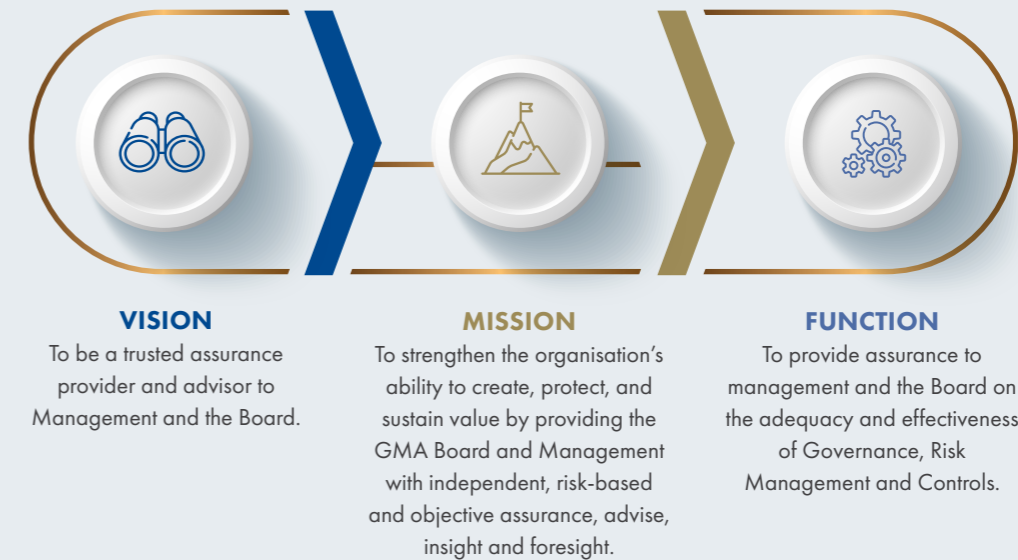 VISION
To be a trusted assurance
provider and advisor to
Management and the Board.
MISSION
To strengthen the organisation's
ability to create, protect, and
sustain value by providing the
GMA Board and Management
with independent, risk-based
and objective assurance, advise,
insight and foresight.
FUNCTION
To provide assurance to
management and the Board on
the adequacy and effectiveness
of Governance, Risk
Management and Controls.